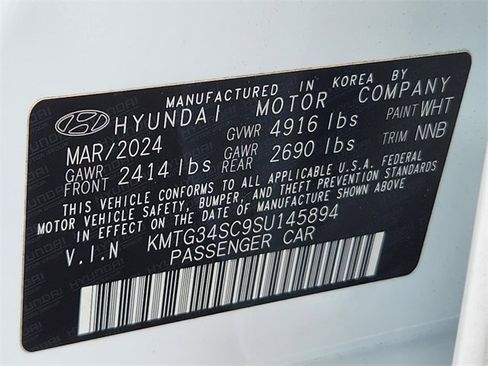 MANUFACTURED IN KOREA BY
HYUNDAI MOTOR COMPANY
MAR/2024 GVWR 4916 lbs PAINT WHT
GAWR FRONT 2414 lbs GAWR REAR 2690 lbs TRIM NNB
THIS VEHICLE CONFORMS TO ALL APPLICABLE U.S.A. FEDERAL
MOTOR VEHICLE SAFETY, BUMPER, AND THEFT PREVENTION STANDARDS
IN EFFECT ON THE DATE OF MANUFACTURE SHOWN ABOVE.
V.I.N KMTG34SC9SU145894
PASSENGER CAR